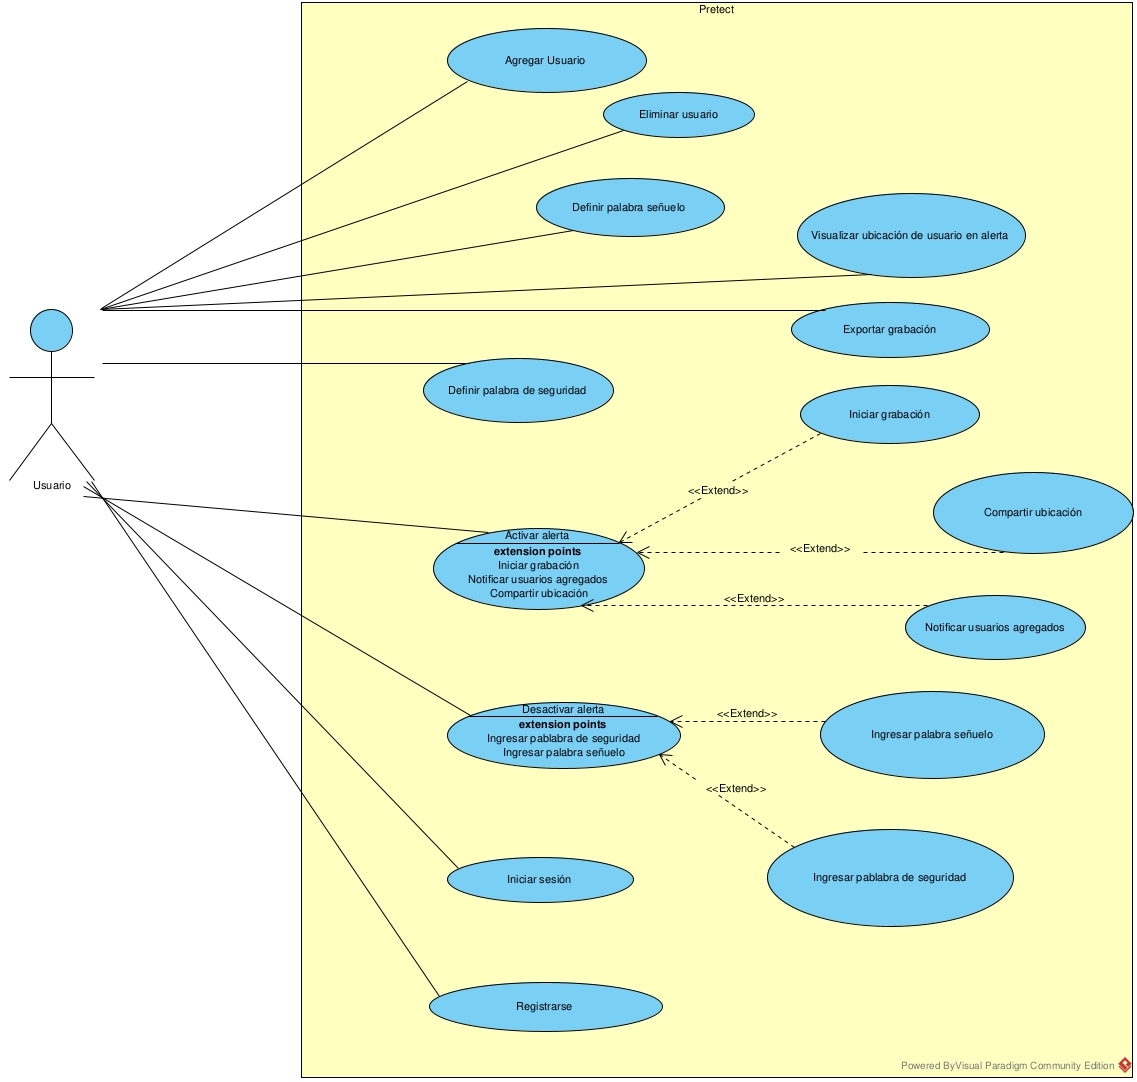 Pretect
Agregar Usuario
Eliminar usuario
Definir palabra señuelo
Visualizar ubicación de usuario en alerta
Exportar grabación
Definir palabra de seguridad
Iniciar grabación
Usuario
<<Extend>>
Compartir ubicación
Activar alerta
extension points
Iniciar grabación
Notificar usuarios agregados
Compartir ubicación
<<Extend>>
<<Extend>>
Notificar usuarios agregados
Desactivar alerta
extension points
Ingresar pablabra de seguridad
Ingresar palabra señuelo
<<Extend>>
Ingresar palabra señuelo
<<Extend>>
Ingresar pablabra de seguridad
Iniciar sesión
Registrarse
Powered ByVisual Paradigm Community Edition